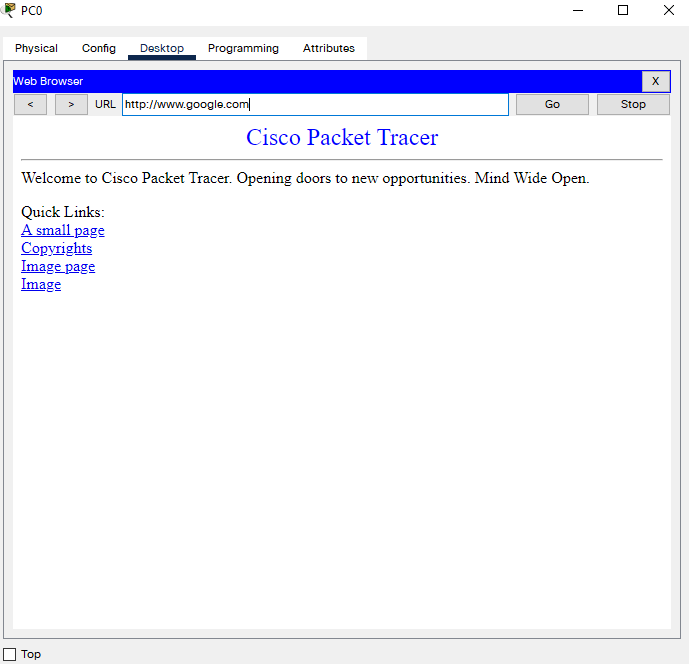 PC0
Physical Config Desktop Programming Attributes
Web Browser X
< > URL http://www.google.com Go Stop
Cisco Packet Tracer
Welcome to Cisco Packet Tracer. Opening doors to new opportunities. Mind Wide Open.
Quick Links:
A small page
Copyrights
Image page
Image
Top